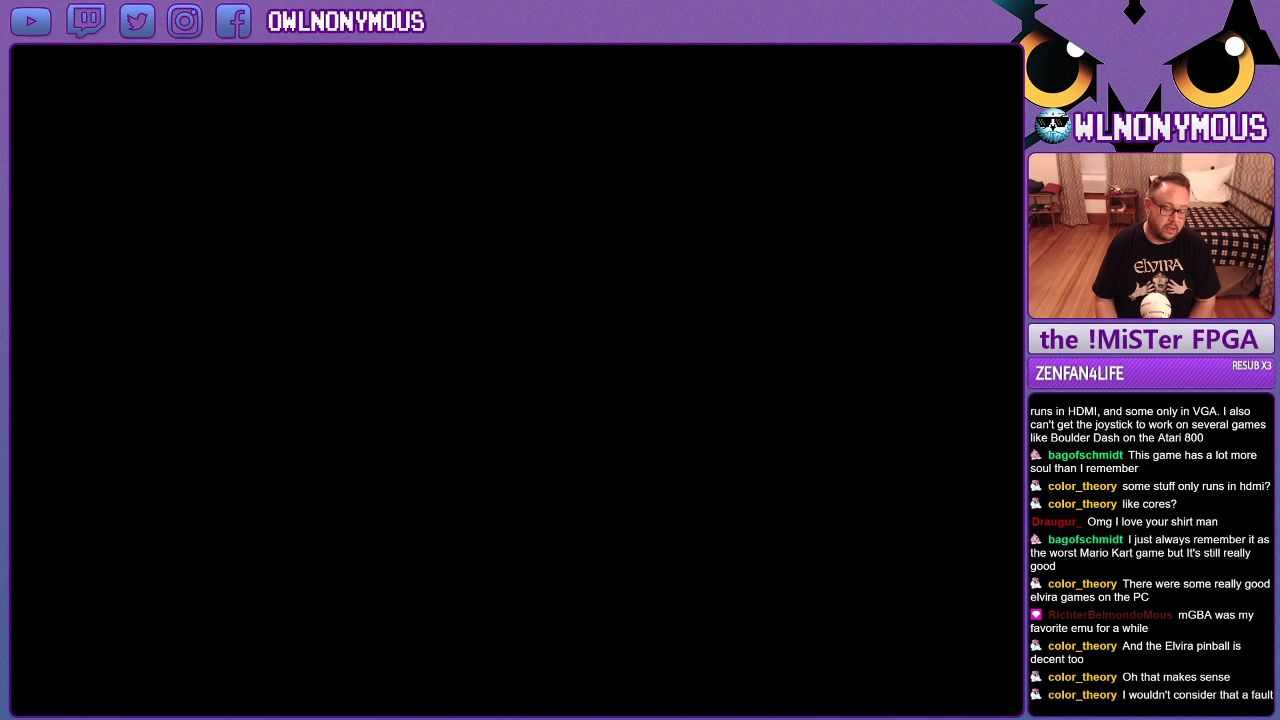 OWLNONYMOUS
WLNONYMOUS
ELVIRA
the !MiSTer FPGA
ZENFAN4LIFE
RESUB X3
runs in HDMI, and some only in VGA. I also
can't get the joystick to work on several games
like Boulder Dash on the Atari 800
bagofschmidt This game has a lot more
soul than I remember
color_theory some stuff only runs in hdmi?
color_theory like cores?
Draugur_ Omg I love your shirt man
bagofschmidt I just always remember it as
the worst Mario Kart game but It's still really
good
color_theory There were some really good
elvira games on the PC
RichterBelmondoMous mGBA was my
favorite emu for a while
color_theory And the Elvira pinball is
decent too
color_theory Oh that makes sense
color_theory I wouldn't consider that a fault